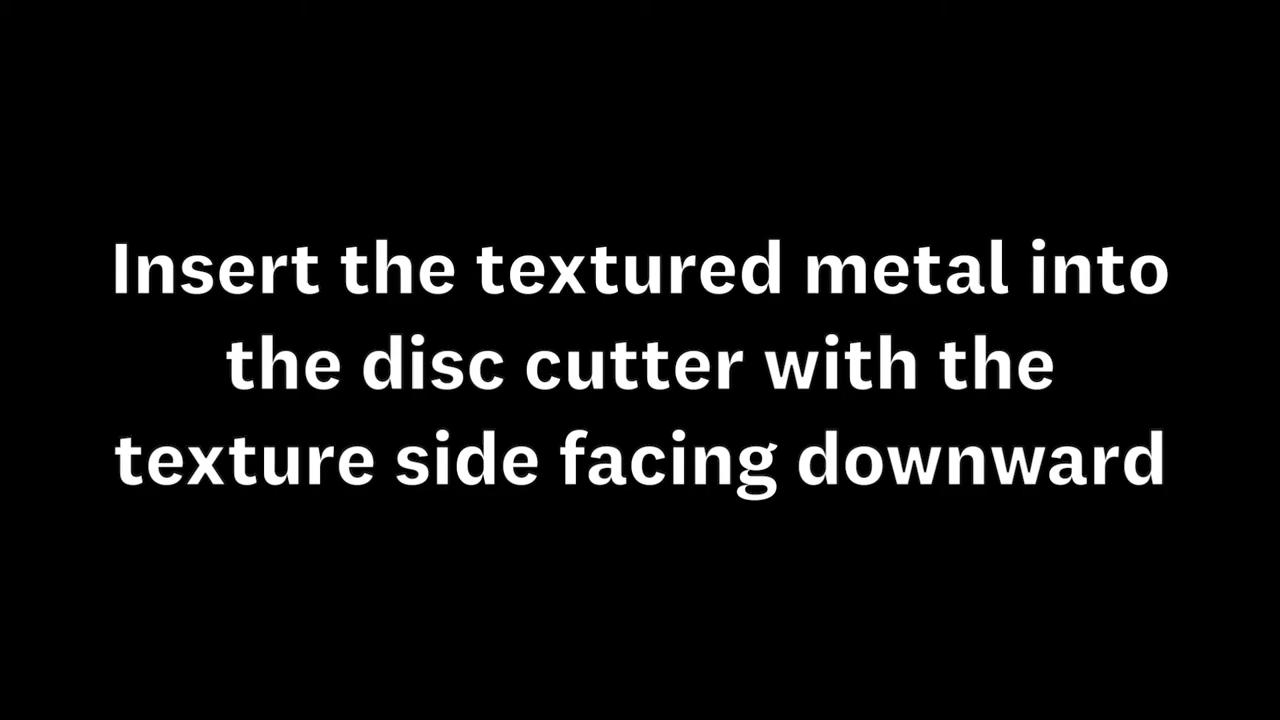 Insert the textured metal into
the disc cutter with the
texture side facing downward